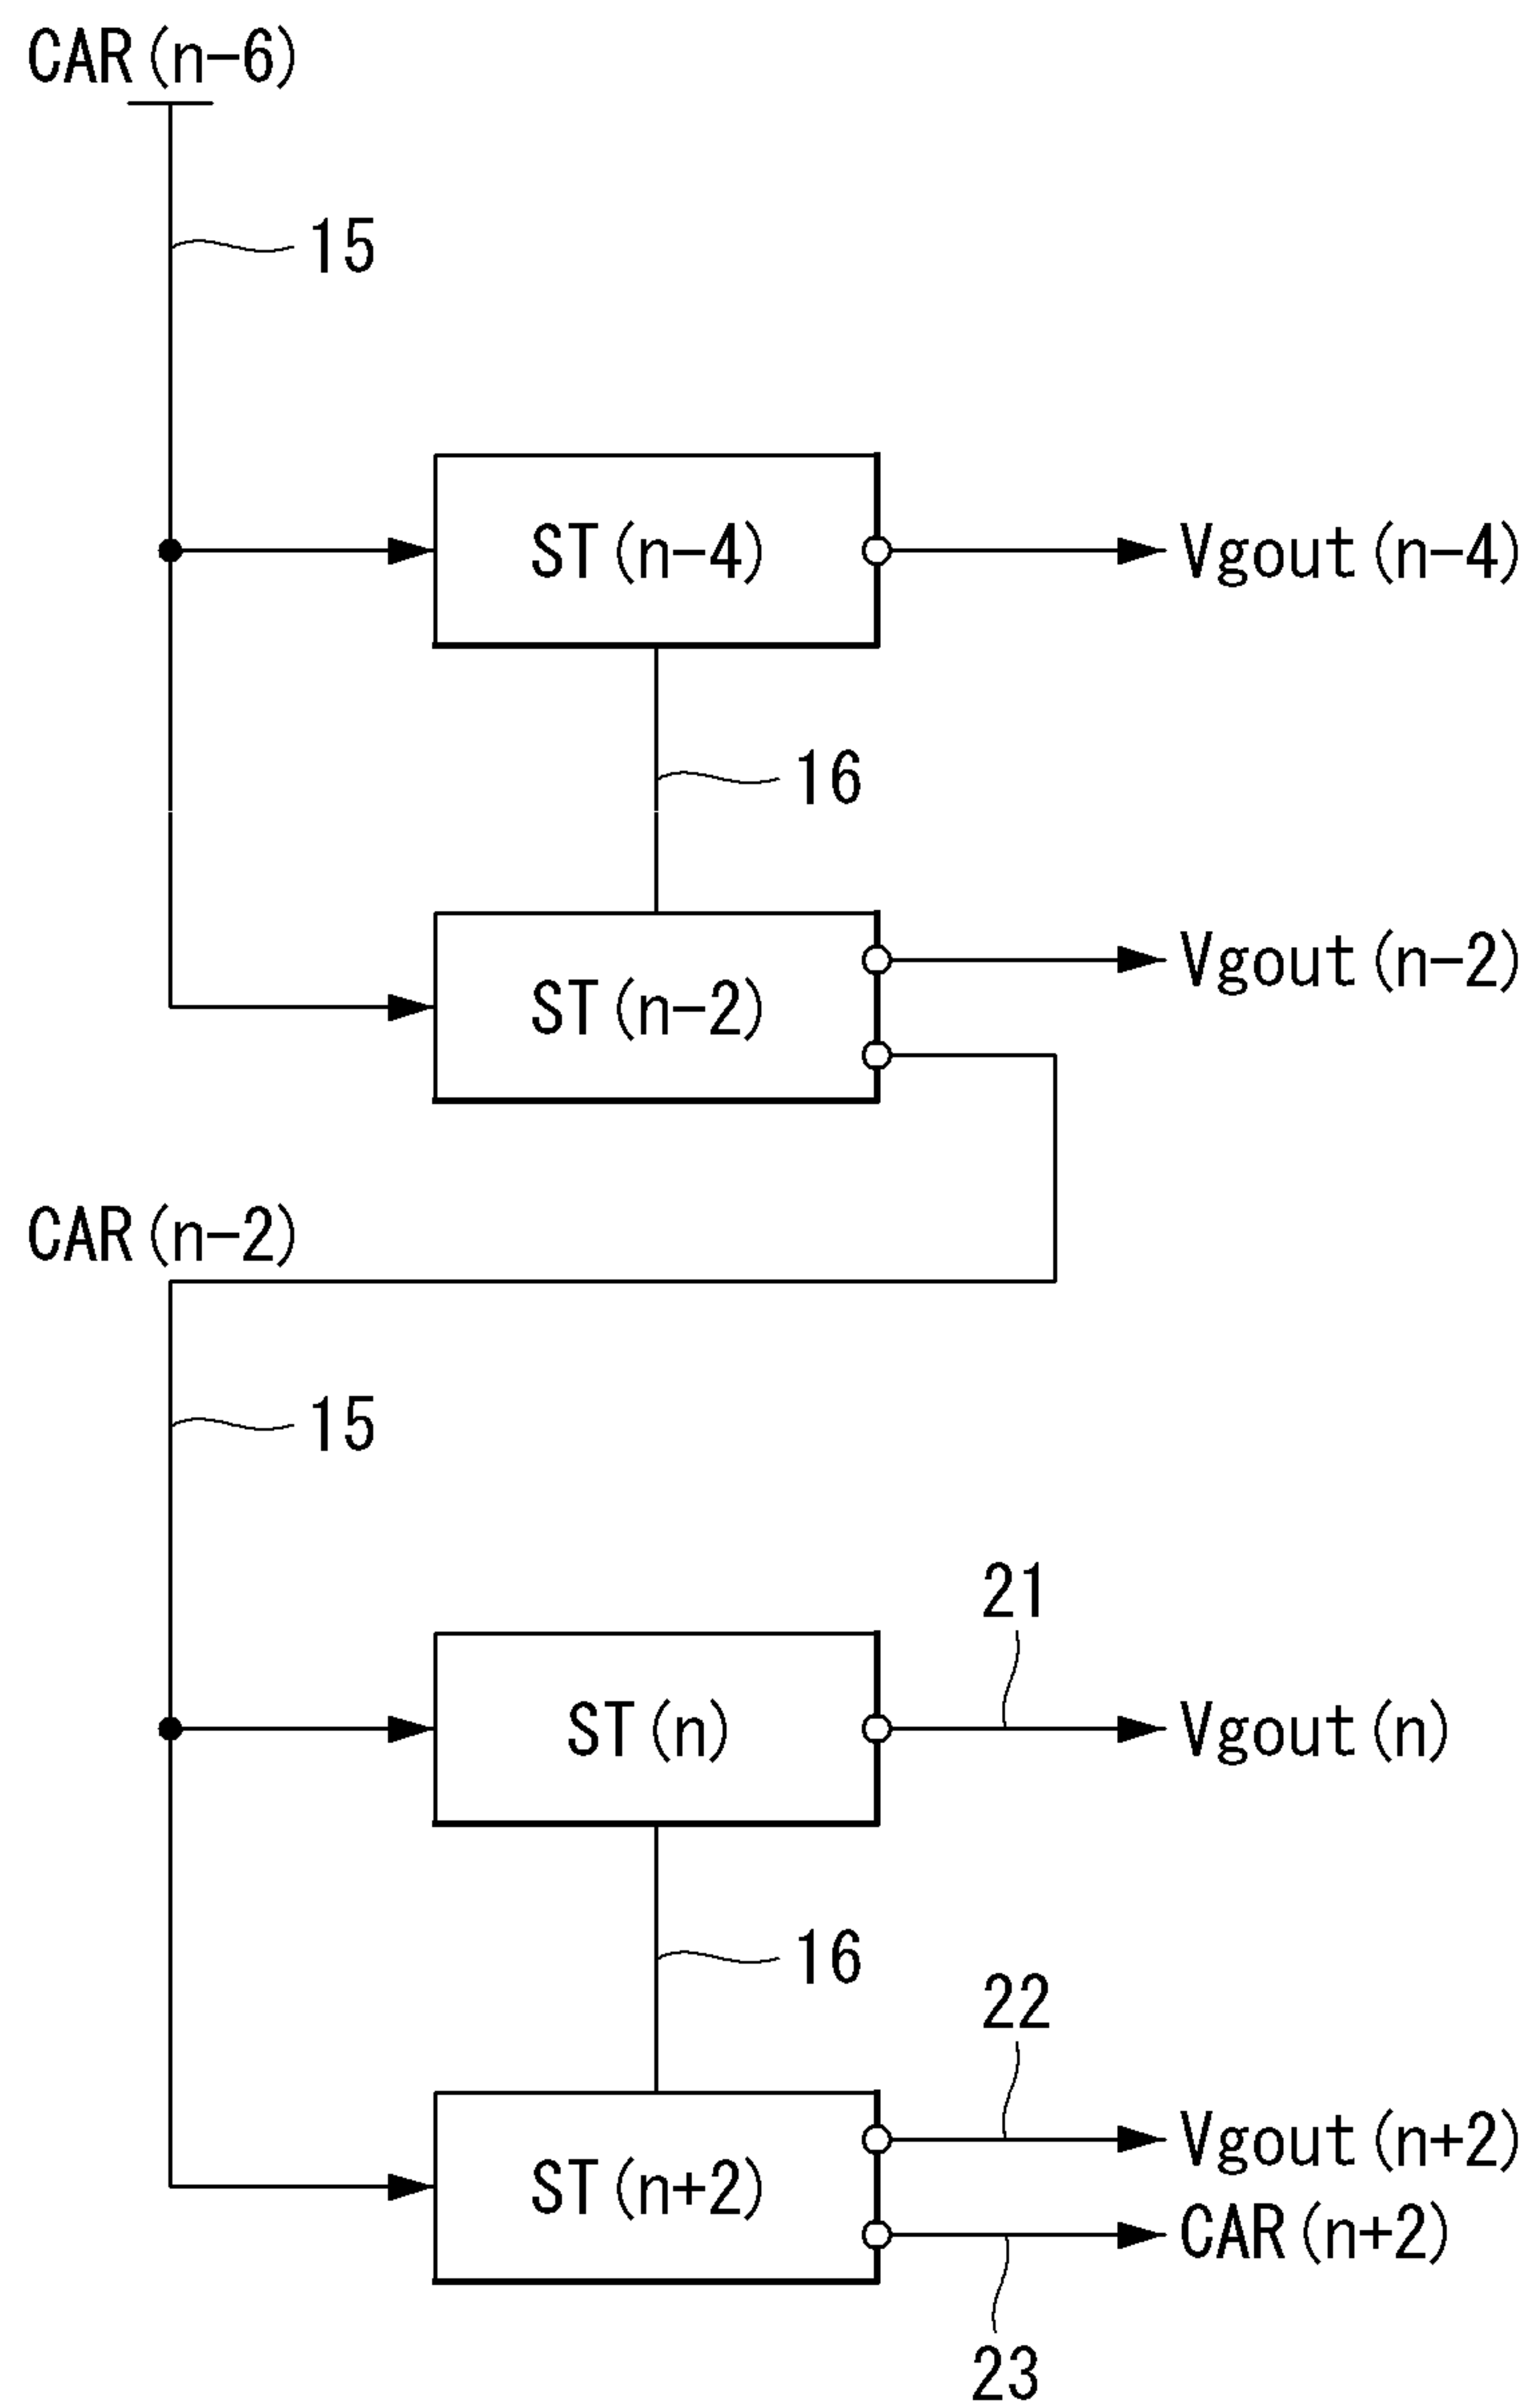 CAR(n-6)
15
ST(n-4)
Vgout(n-4)
16
ST(n-2)
Vgout(n-2)
CAR(n-2)
15
21
ST(n)
Vgout(n)
16
22
ST(n+2)
Vgout(n+2)
CAR(n+2)
23